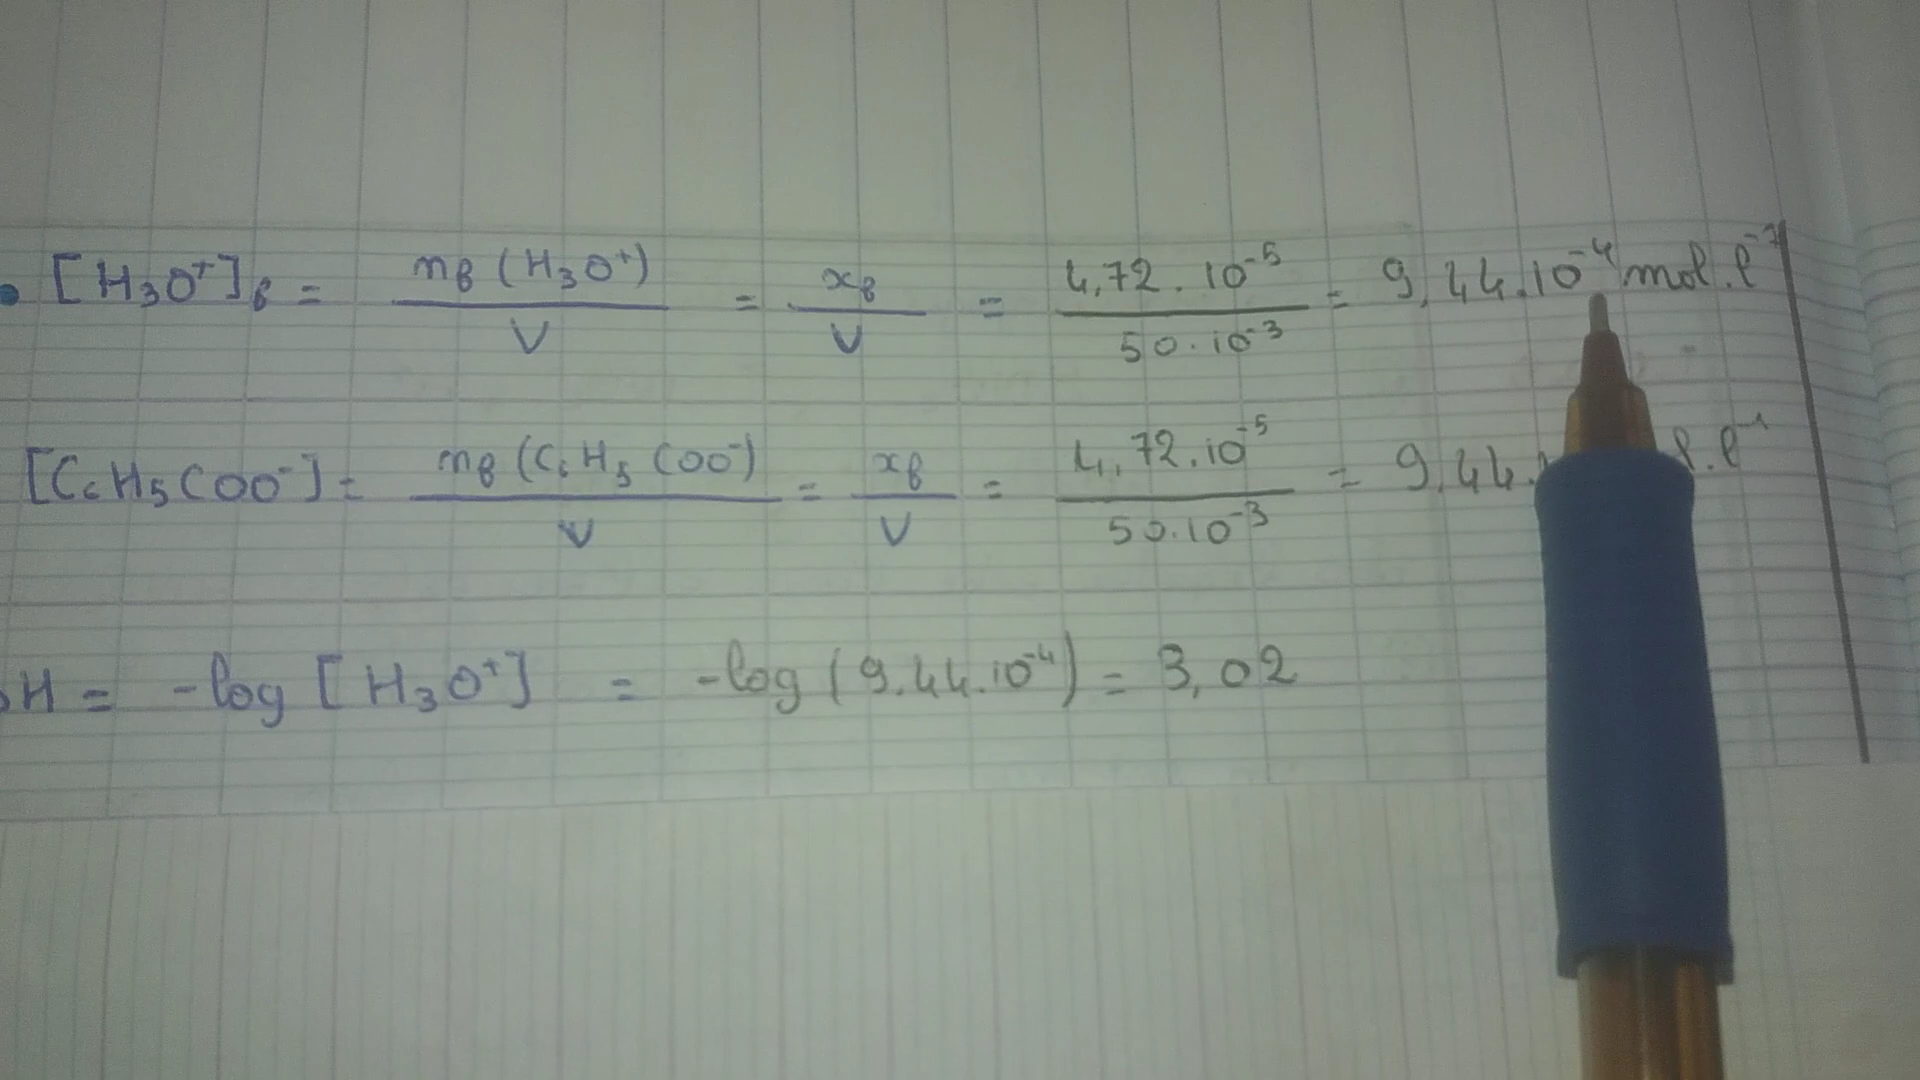 [H₃O⁺]f = nf (H₃O⁺) / V = xf / V = 4,72 . 10⁻⁵ / 50 . 10⁻³ = 9,44 . 10⁻⁴ mol . l⁻¹
[C₆H₅COO⁻] = nf (C₆H₅COO⁻) / V = xf / V = 4,72 . 10⁻⁵ / 50 . 10⁻³ = 9,44 . l . l⁻¹
pH = -log [H₃O⁺] = -log (9.44 . 10⁻⁴) = 3,02